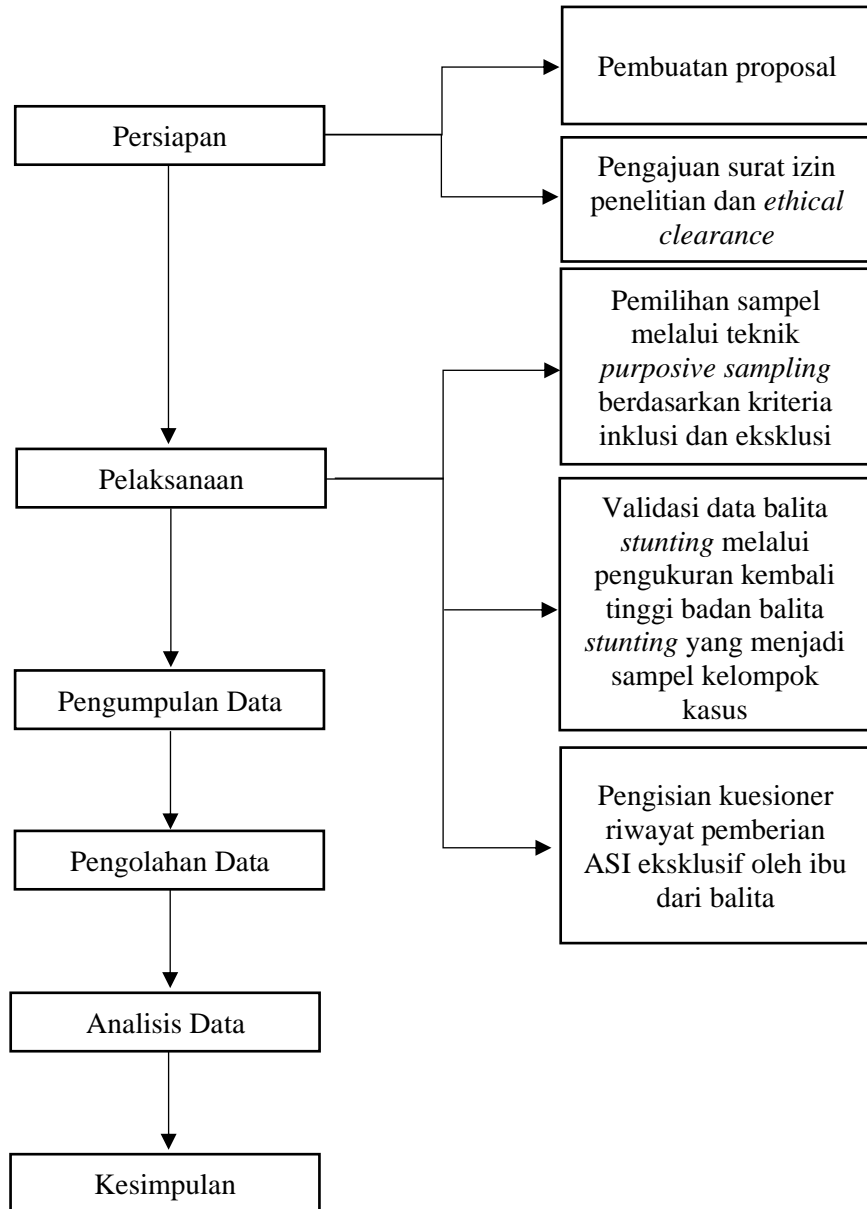 Pembuatan proposal
Persiapan
Pengajuan surat izin
penelitian dan ethical
clearance
Pemilihan sampel
melalui teknik
purposive sampling
berdasarkan kriteria
inklusi dan eksklusi
Pelaksanaan
Validasi data balita
stunting melalui
pengukuran kembali
tinggi badan balita
stunting yang menjadi
sampel kelompok
kasus
Pengumpulan Data
Pengisian kuesioner
riwayat pemberian
ASI eksklusif oleh ibu
dari balita
Pengolahan Data
Analisis Data
Kesimpulan